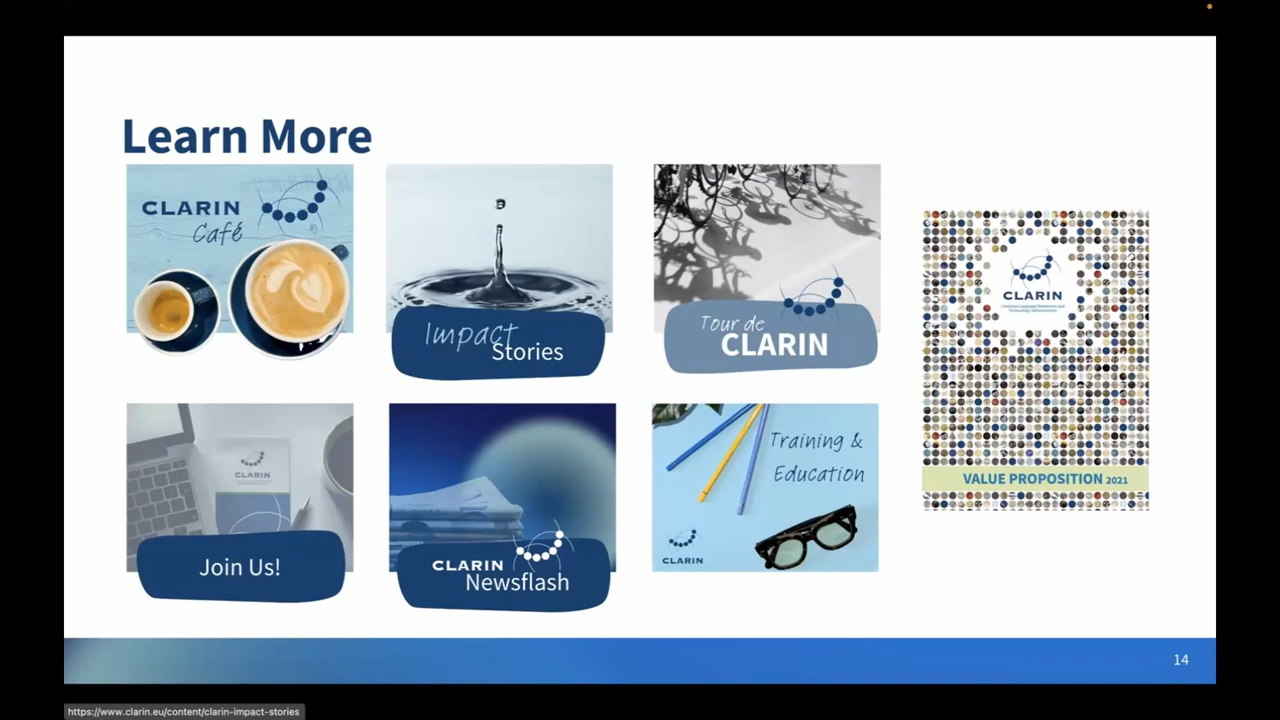 Learn More
CLARIN
Café
Impact
Stories
Tour de
CLARIN
CLARIN
VALUE PROPOSITION 2021
CLARIN
Join Us!
CLARIN
Newsflash
Training &
Education
CLARIN
14
https://www.clarin.eu/content/clarin-impact-stories